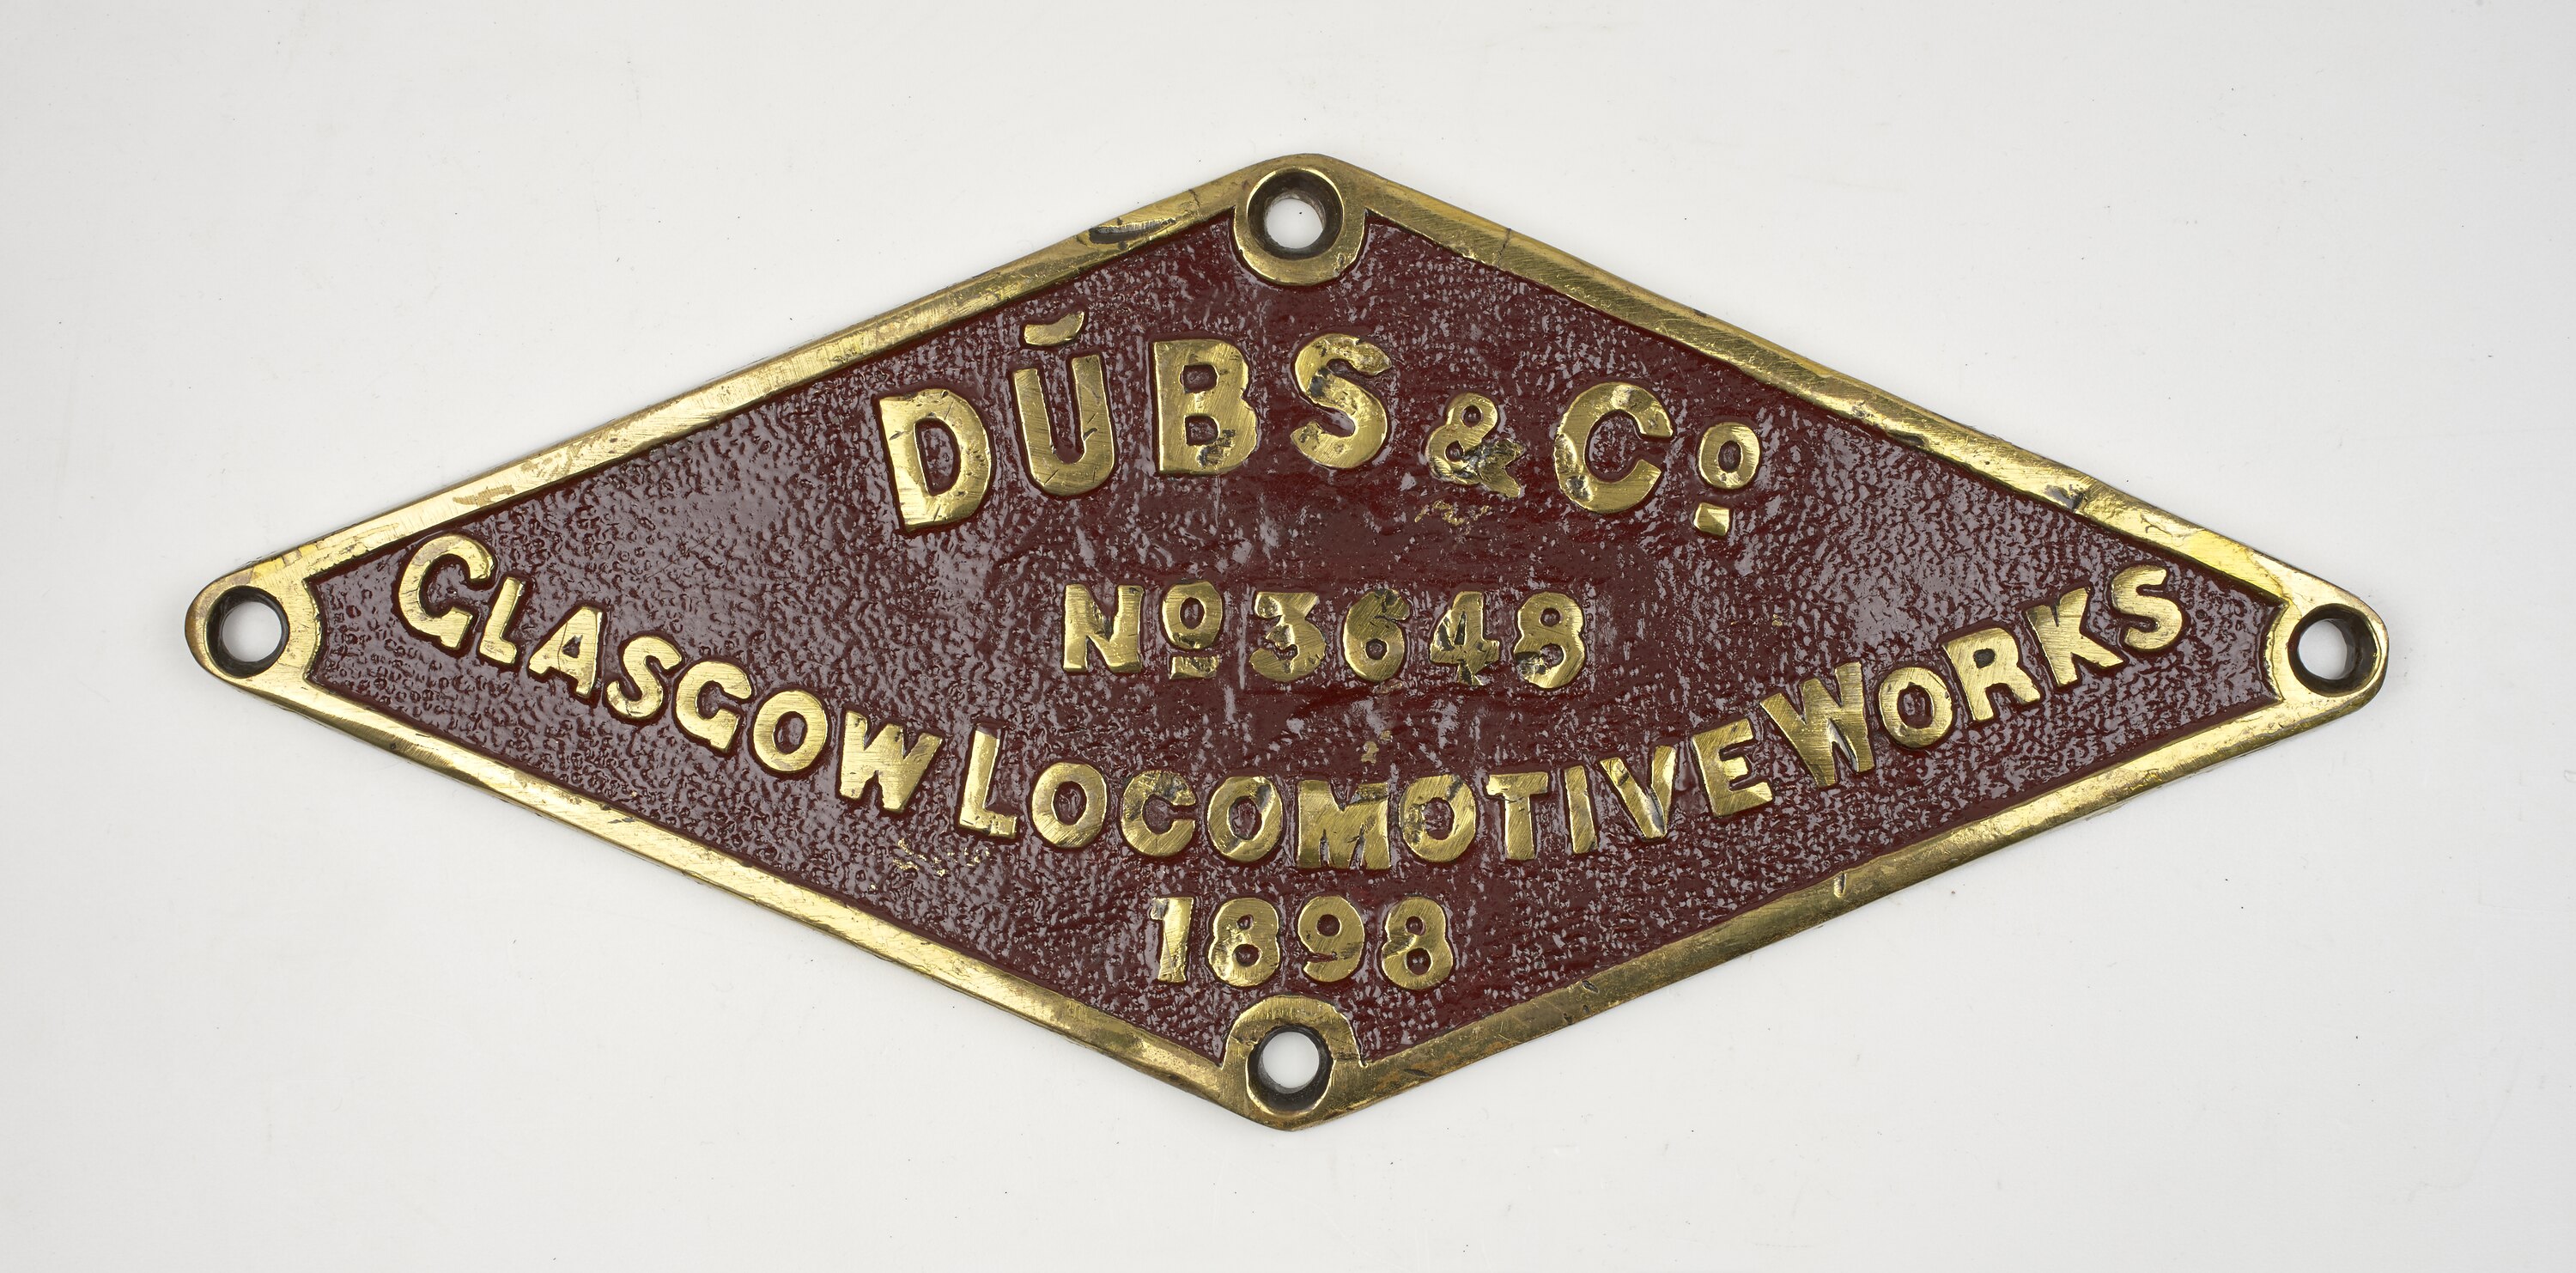 DŪBS & Cº
Nº 3648
GLASGOW LOCOMOTIVE WORKS
1898